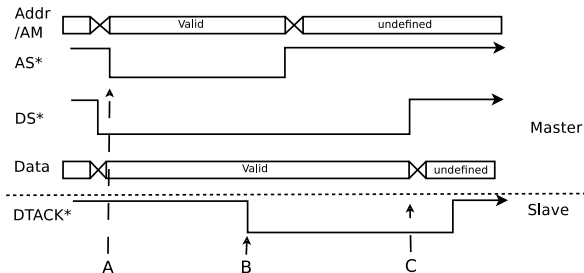 Addr
/AM
Valid
undefined
AS*
DS*
Master
Data
Valid
undefined
DTACK*
Slave
A
B
C